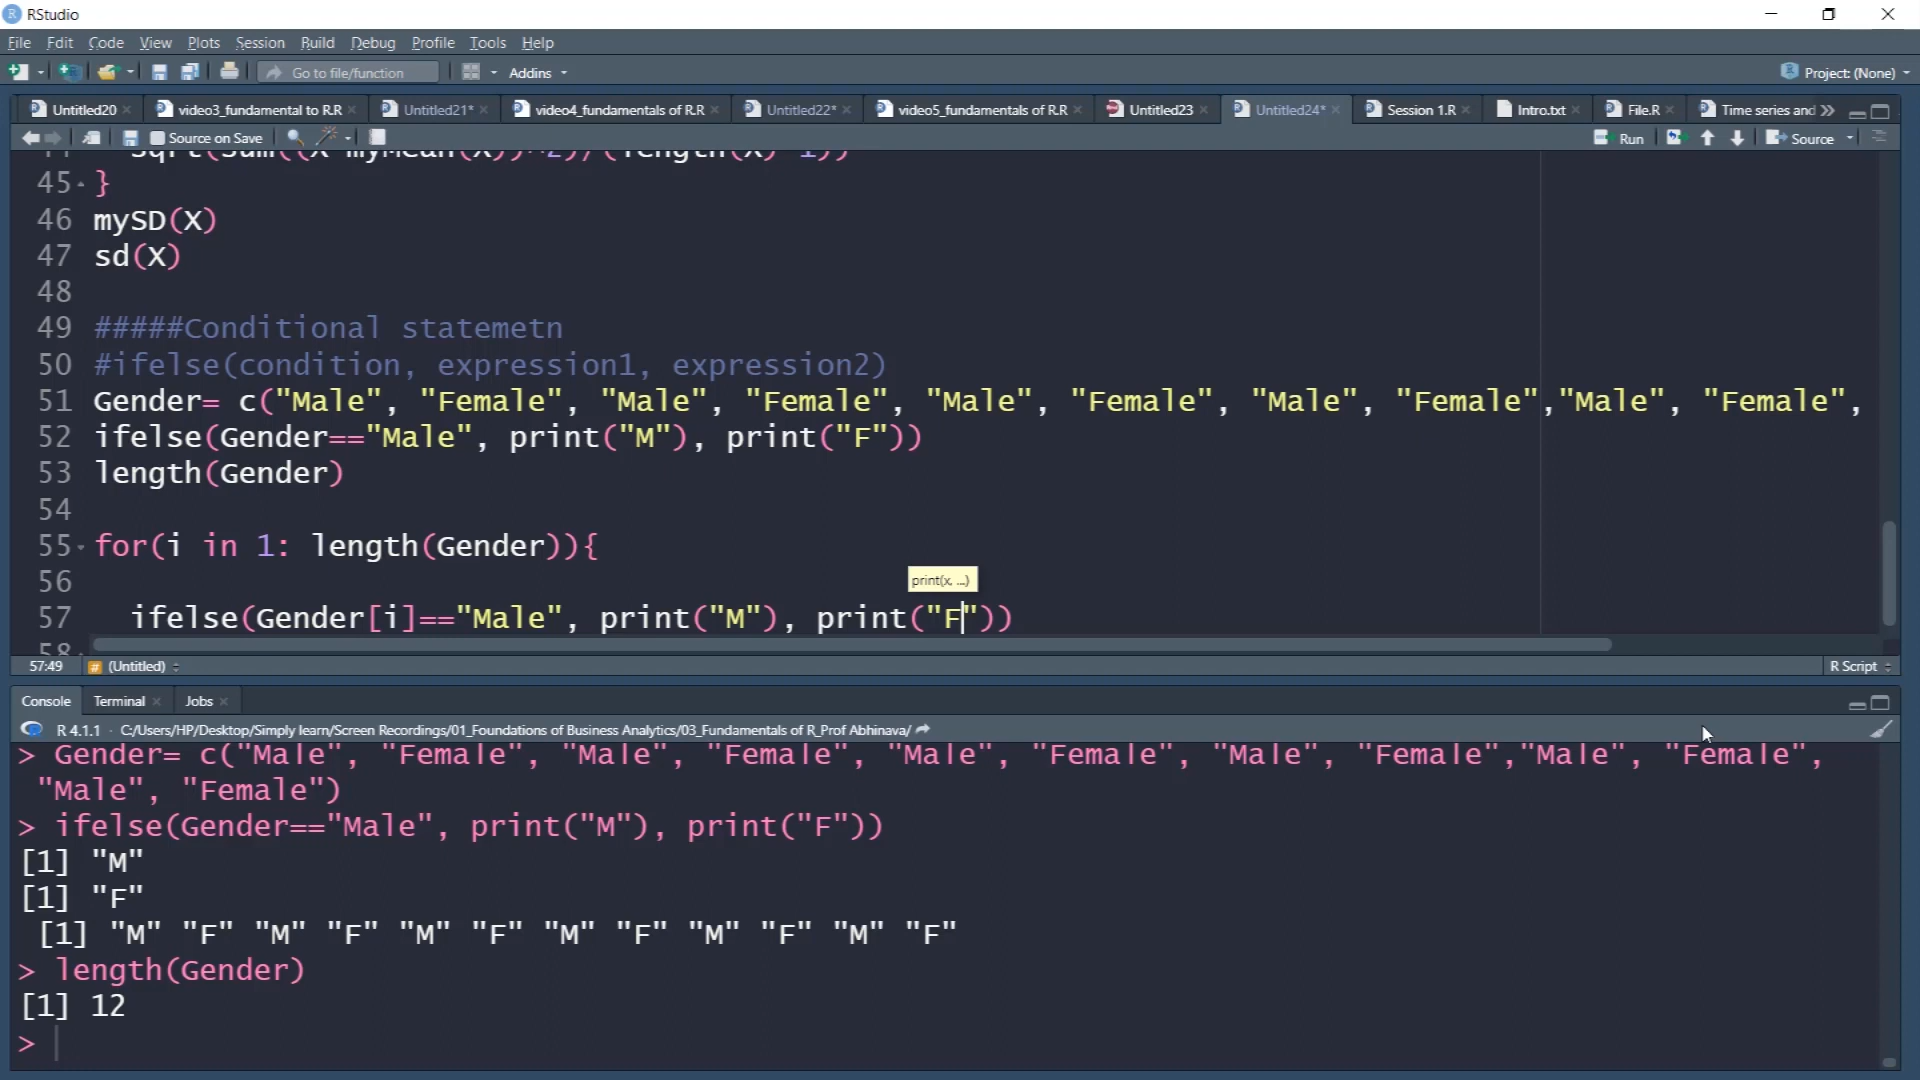 RStudio
File Edit Code View Plots Session Build Debug Profile Tools Help
Go to file/function Addins Project: (None)
Untitled20 video3_fundamental to R.R Untitled21* video4_fundamentals of R.R Untitled22* video5_fundamentals of R.R Untitled23 Untitled24* Session 1.R Intro.txt File.R Time series and
Source on Save Run Source
45 }
46 mySD(X)
47 sd(X)
48
49 #####Conditional statemetn
50 #ifelse(condition, expression1, expression2)
51 Gender= c("Male", "Female", "Male", "Female", "Male", "Female", "Male", "Female","Male", "Female",
52 ifelse(Gender=="Male", print("M"), print("F"))
53 length(Gender)
54
55 for(i in 1: length(Gender)){
56
print(x, ...)
57 ifelse(Gender[i]=="Male", print("M"), print("F"))
58
57:49 # (Untitled) R Script
Console Terminal Jobs
R 4.1.1 · C:/Users/HP/Desktop/Simply learn/Screen Recordings/01_Foundations of Business Analytics/03_Fundamentals of R_Prof Abhinava/
> Gender= c("Male", "Female", "Male", "Female", "Male", "Female", "Male", "Female","Male", "Female",
"Male", "Female")
> ifelse(Gender=="Male", print("M"), print("F"))
[1] "M"
[1] "F"
[1] "M" "F" "M" "F" "M" "F" "M" "F" "M" "F" "M" "F"
> length(Gender)
[1] 12
>